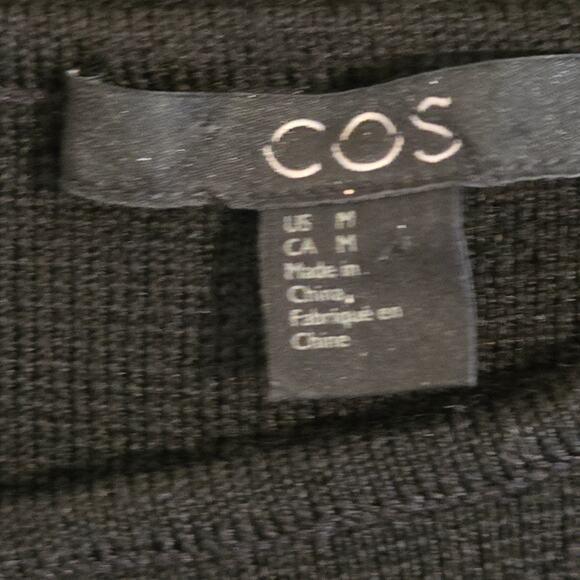 COS
US M
CA M
Made in
China
Fabriqué en
Chine